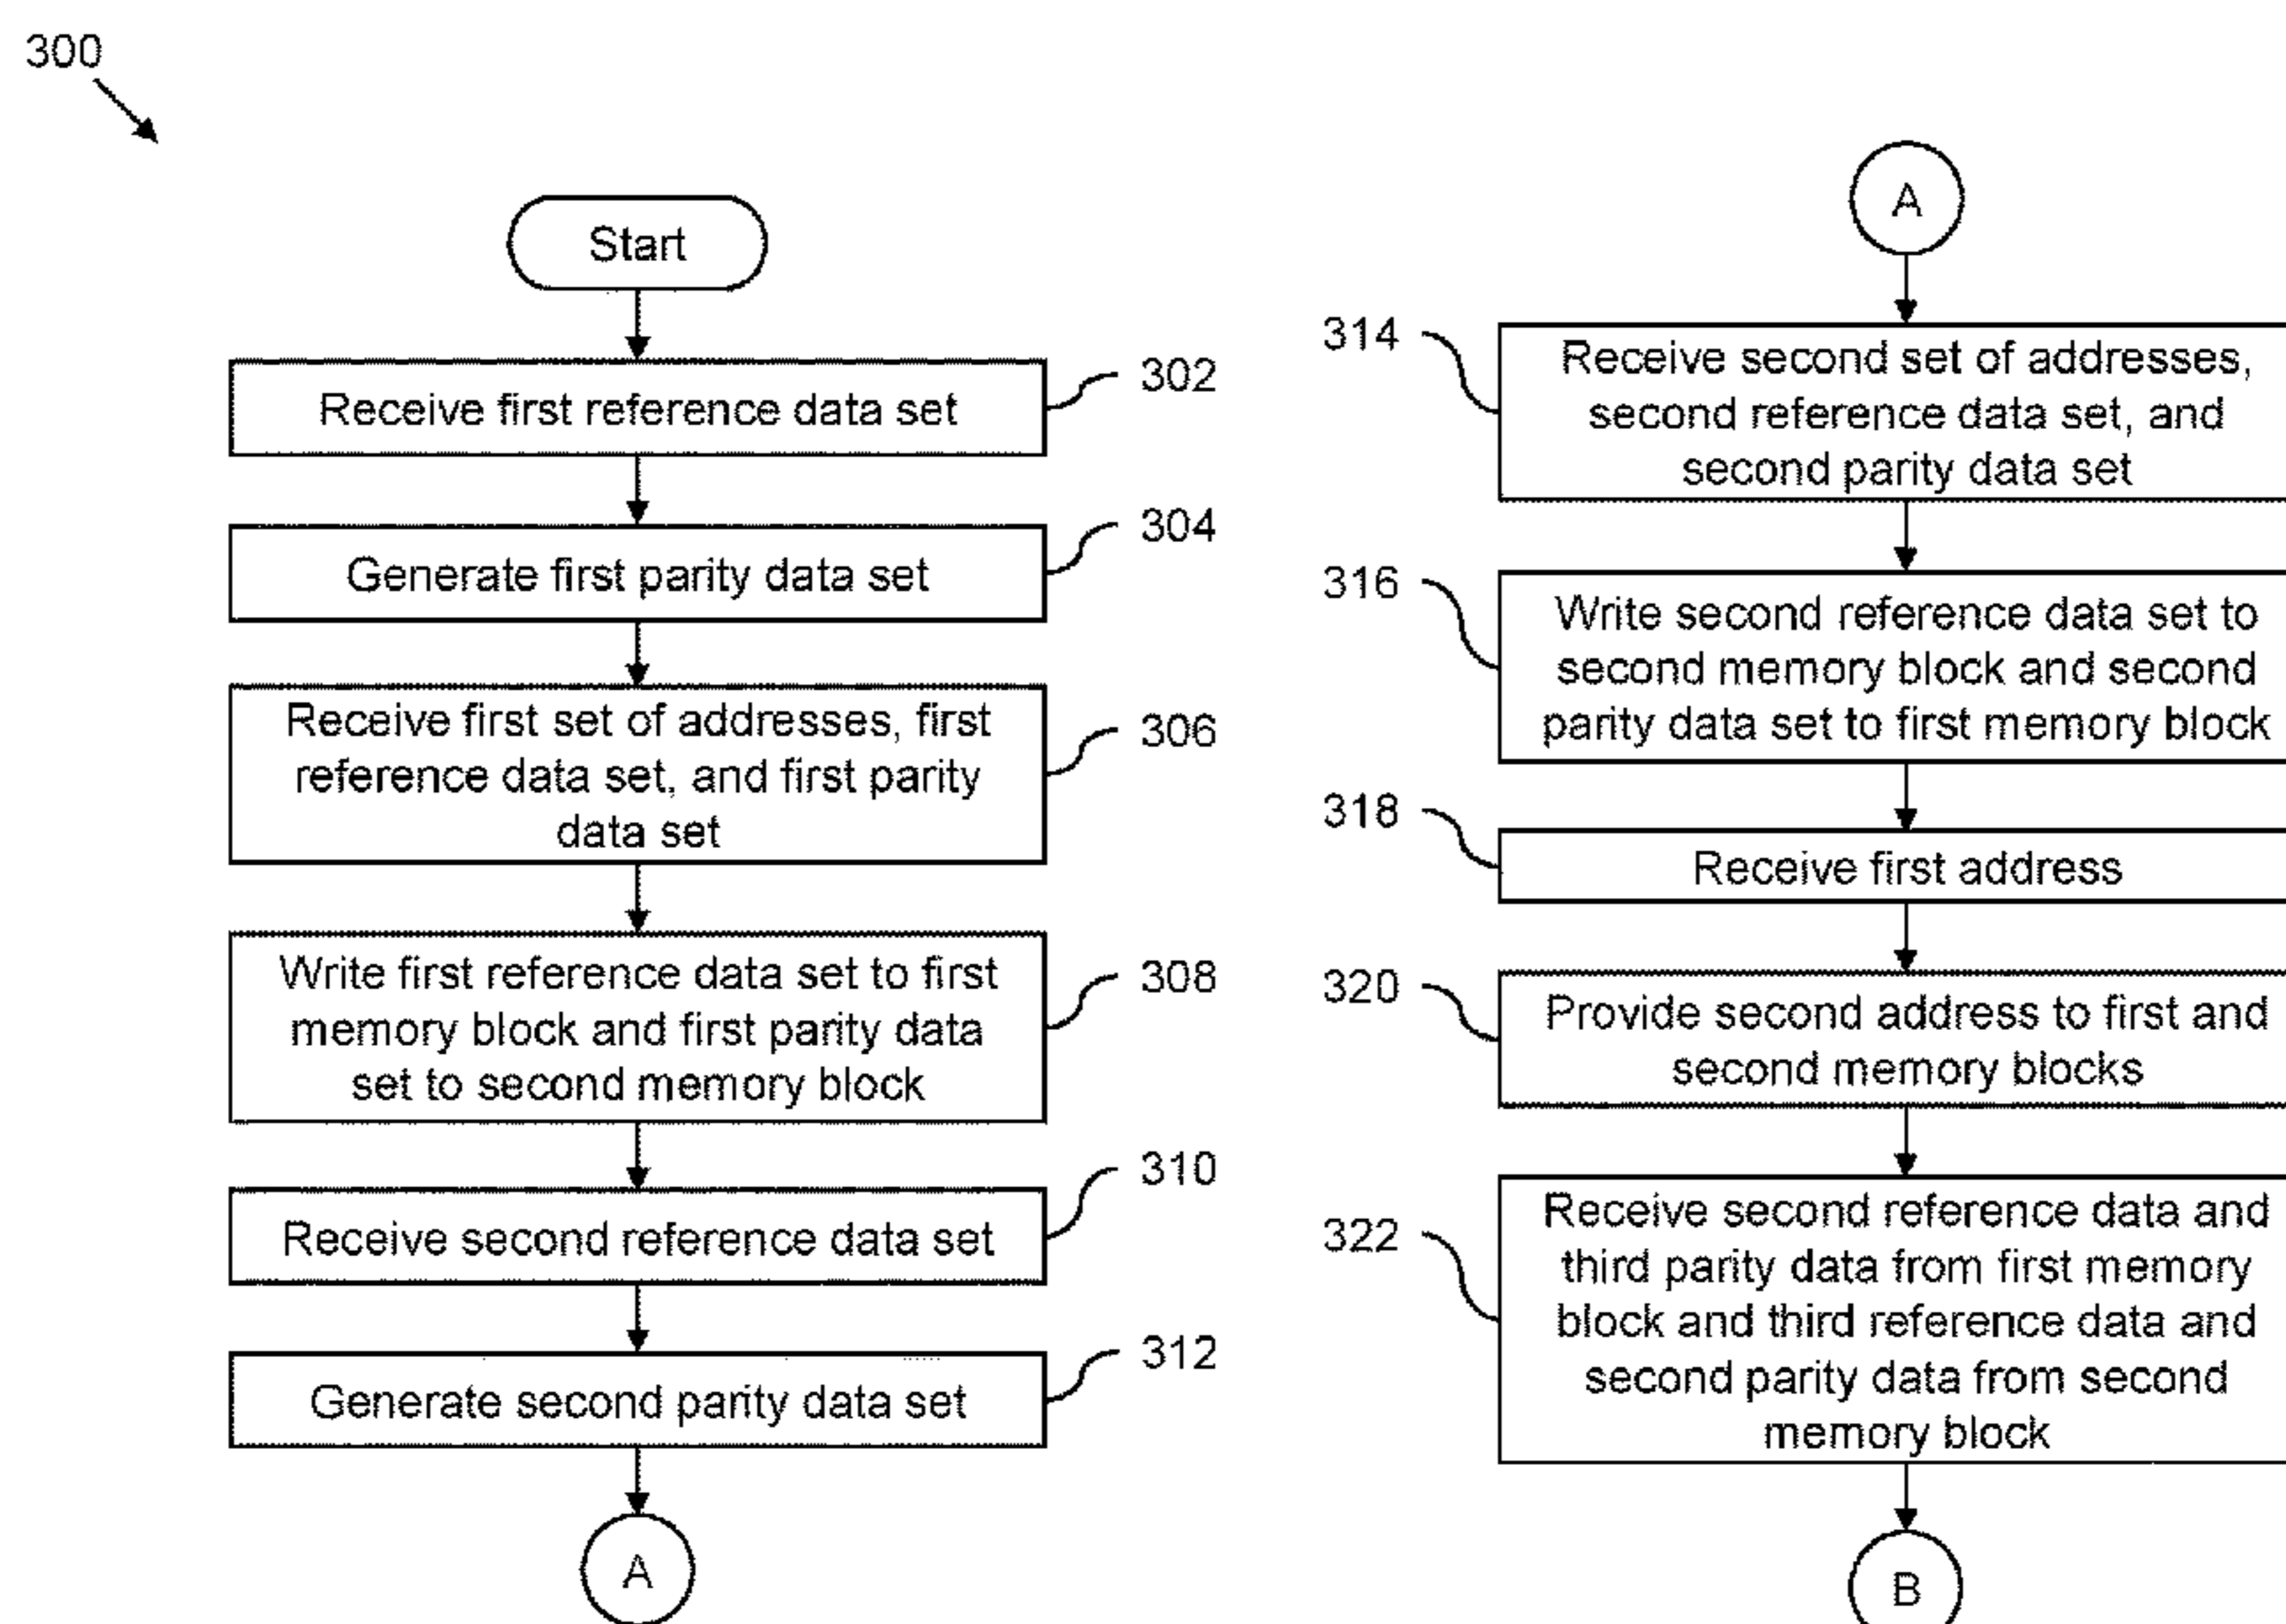 300
Start
Receive first reference data set
302
Generate first parity data set
304
Receive first set of addresses, first
reference data set, and first parity
data set
306
Write first reference data set to first
memory block and first parity data
set to second memory block
308
Receive second reference data set
310
Generate second parity data set
312
A
A
314
Receive second set of addresses,
second reference data set, and
second parity data set
316
Write second reference data set to
second memory block and second
parity data set to first memory block
318
Receive first address
320
Provide second address to first and
second memory blocks
322
Receive second reference data and
third parity data from first memory
block and third reference data and
second parity data from second
memory block
B